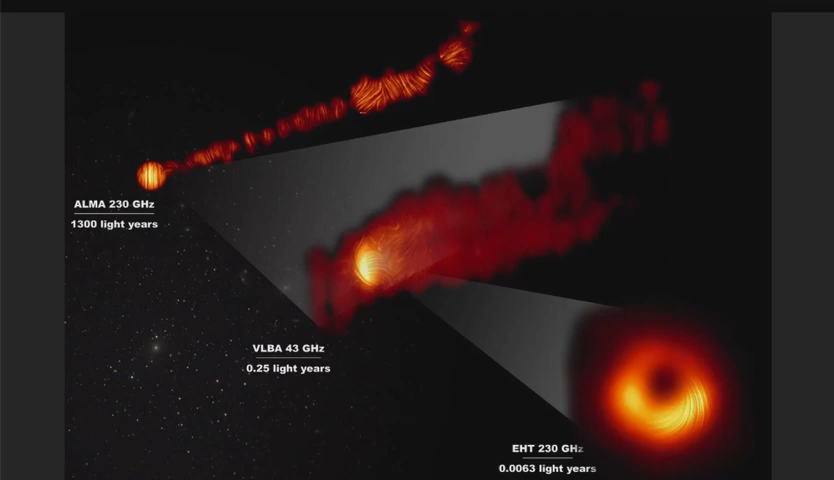 ALMA 230 GHz
1300 light years
VLBA 43 GHz
0.25 light years
EHT 230 GHz
0.0063 light years